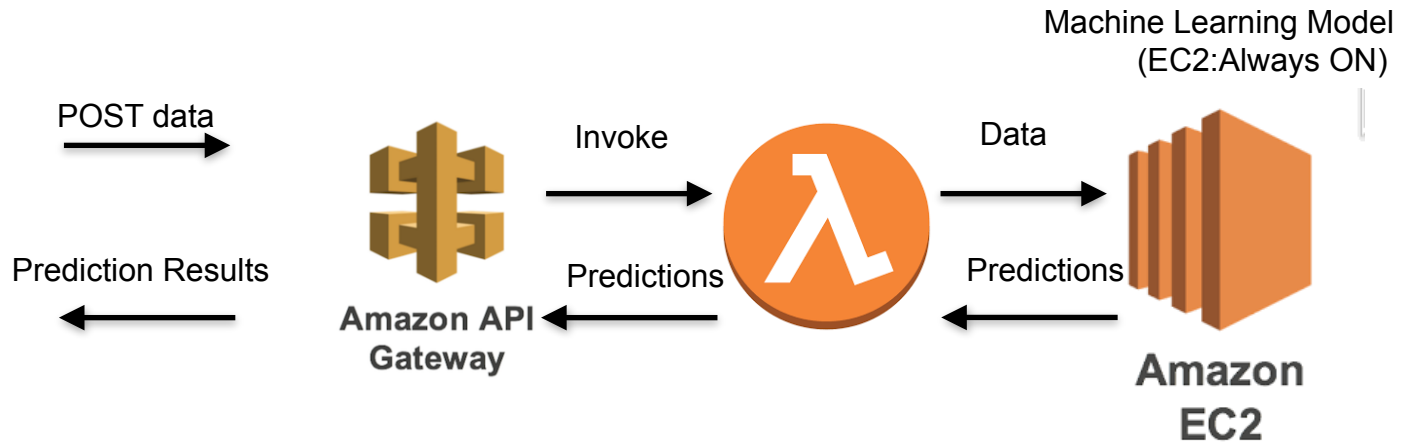 Machine Learning Model
(EC2:Always ON)
POST data
Invoke
Data
Prediction Results
Predictions
Predictions
Amazon API
Gateway
Amazon
EC2